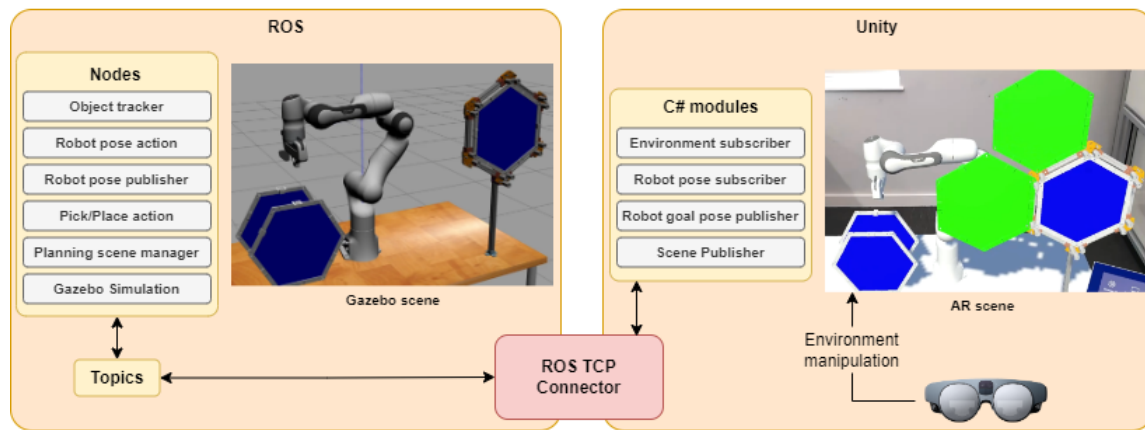 ROS
Nodes
Object tracker
Robot pose action
Robot pose publisher
Pick/Place action
Planning scene manager
Gazebo Simulation
Gazebo scene
Topics
ROS TCP
Connector
Unity
C# modules
Environment subscriber
Robot pose subscriber
Robot goal pose publisher
Scene Publisher
AR scene
Environment
manipulation